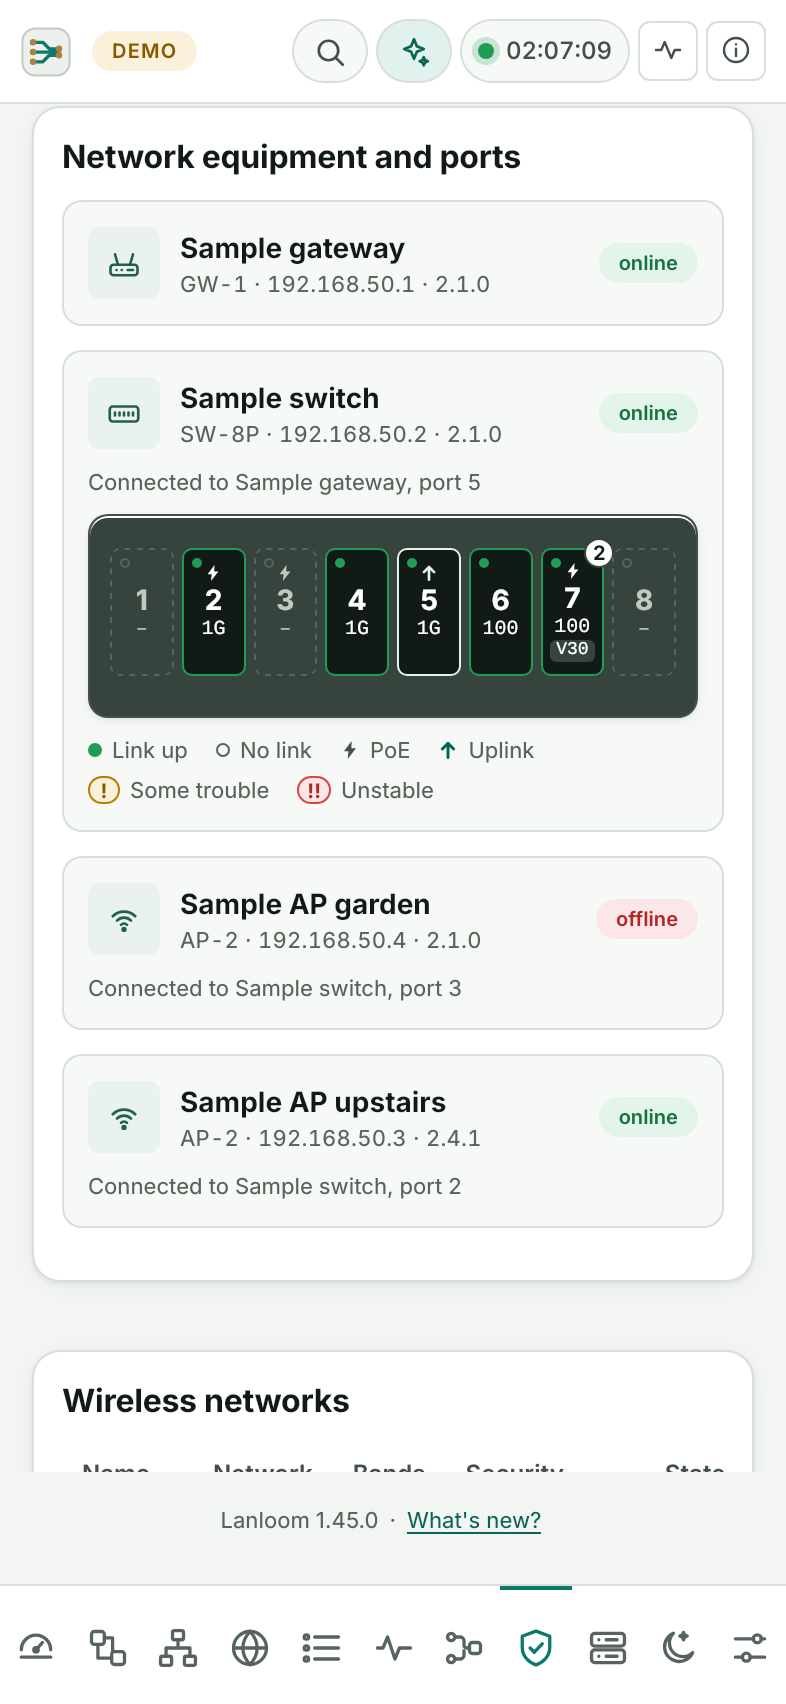 DEMO
02:07:09
Network equipment and ports
Sample gateway
GW-1 · 192.168.50.1 · 2.1.0
online
Sample switch
SW-8P · 192.168.50.2 · 2.1.0
online
Connected to Sample gateway, port 5
2
1 2 3 4 5 6 7 8
– 1G – 1G 1G 100 100 –
V30
Link up No link PoE Uplink
! Some trouble !! Unstable
Sample AP garden
AP-2 · 192.168.50.4 · 2.1.0
offline
Connected to Sample switch, port 3
Sample AP upstairs
AP-2 · 192.168.50.3 · 2.4.1
online
Connected to Sample switch, port 2
Wireless networks
Name Network Bands Security State
Lanloom 1.45.0 · What's new?